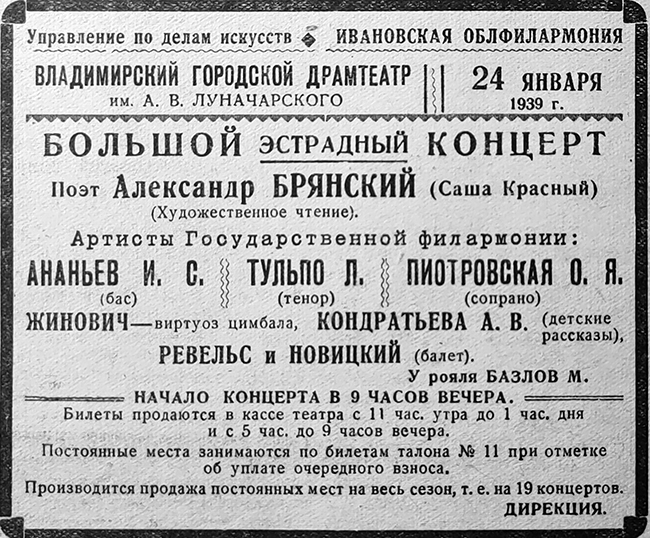 Управление по делам искусств ИВАНОВСКАЯ ОБЛФИЛАРМОНИЯ
ВЛАДИМИРСКИЙ ГОРОДСКОЙ ДРАМТЕАТР
им. А. В. ЛУНАЧАРСКОГО
24 ЯНВАРЯ
1939 г.
БОЛЬШОЙ ЭСТРАДНЫЙ КОНЦЕРТ
Поэт Александр БРЯНСКИЙ (Саша Красный)
(Художественное чтение).
Артисты Государственной филармонии:
АНАНЬЕВ И. С. ТУЛЬПО Л. ПИОТРОВСКАЯ О. Я.
(бас) (тенор) (сопрано)
ЖИНОВИЧ—виртуоз цимбала, КОНДРАТЬЕВА А. В. (детские
рассказы),
РЕВЕЛЬС и НОВИЦКИЙ (балет).
У рояля БАЗЛОВ М.
НАЧАЛО КОНЦЕРТА В 9 ЧАСОВ ВЕЧЕРА.
Билеты продаются в кассе театра с 11 час. утра до 1 час. дня
и с 5 час. до 9 часов вечера.
Постоянные места занимаются по билетам талона № 11 при отметке
об уплате очередного взноса.
Производится продажа постоянных мест на весь сезон, т. е. на 19 концертов.
ДИРЕКЦИЯ.